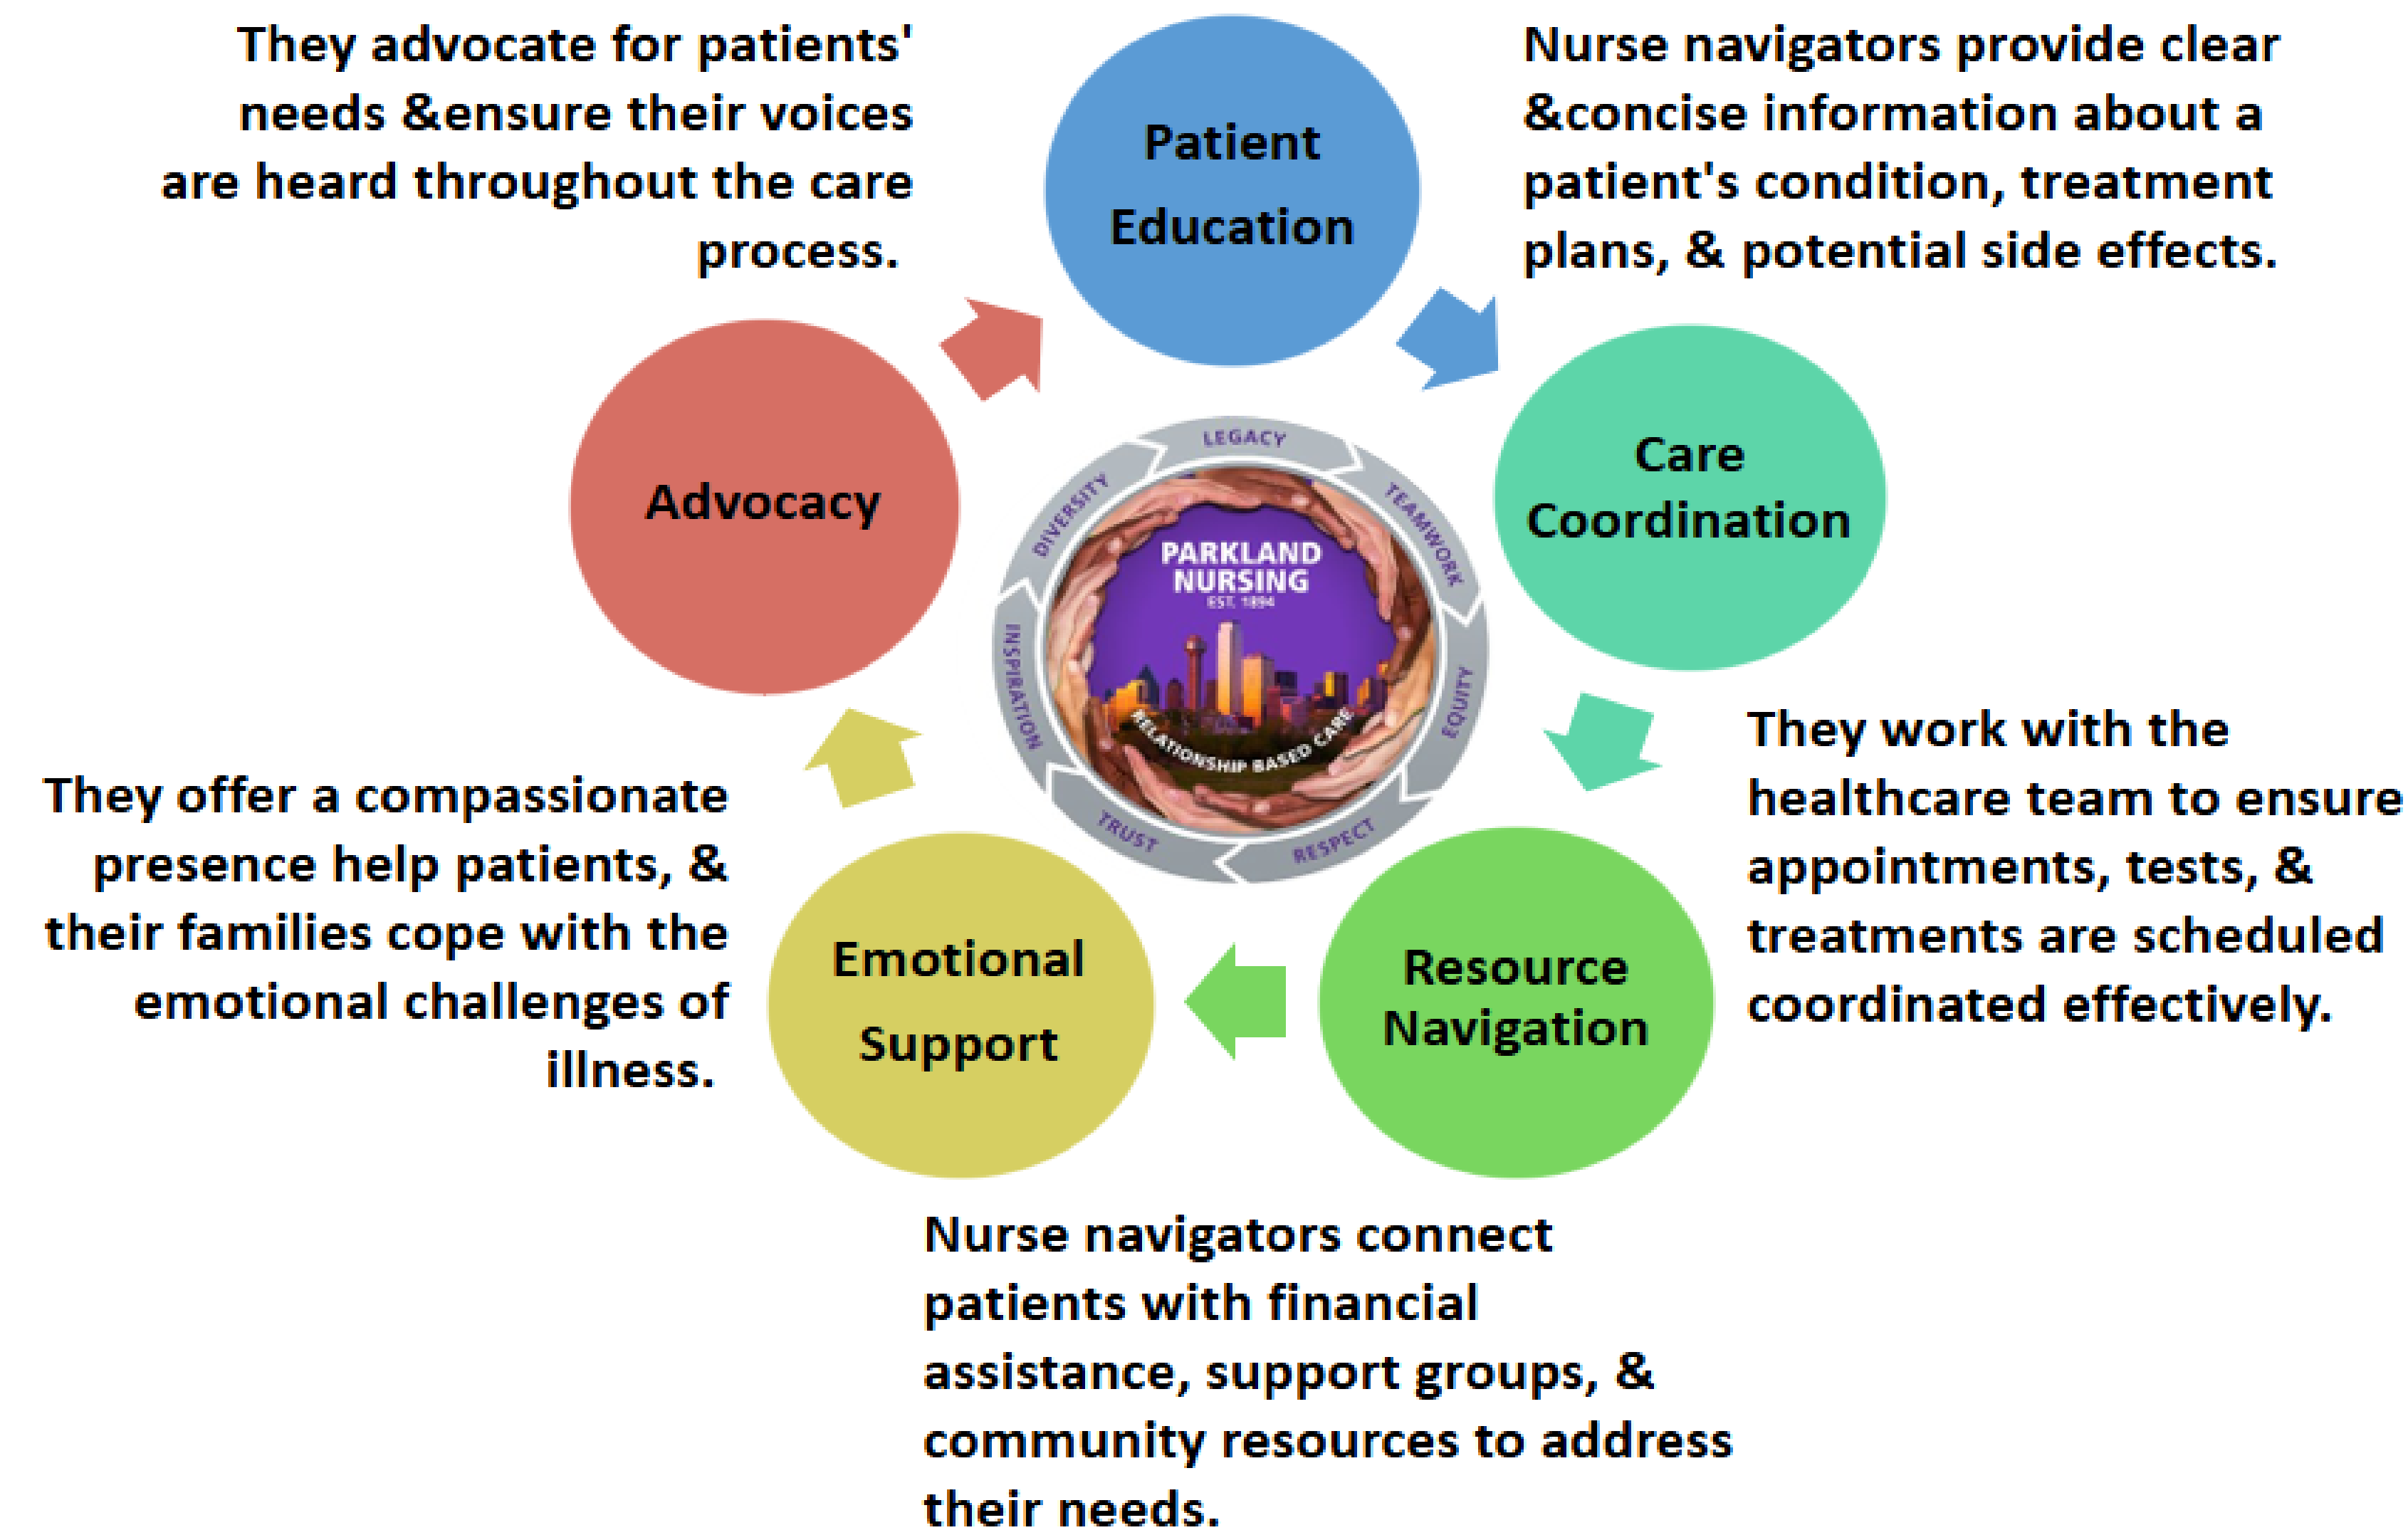 They advocate for patients'
needs &ensure their voices
are heard throughout the care
process.
Patient
Education
Nurse navigators provide clear
&concise information about a
patient's condition, treatment
plans, & potential side effects.
Advocacy
Care
Coordination
LEGACY
TEAMWORK
EQUITY
RESPECT
TRUST
INSPIRATION
DIVERSITY
PARKLAND
NURSING
EST. 1894
RELATIONSHIP BASED CARE
They work with the
healthcare team to ensure
appointments, tests, &
treatments are scheduled
coordinated effectively.
They offer a compassionate
presence help patients, &
their families cope with the
emotional challenges of
illness.
Emotional
Support
Resource
Navigation
Nurse navigators connect
patients with financial
assistance, support groups, &
community resources to address
their needs.